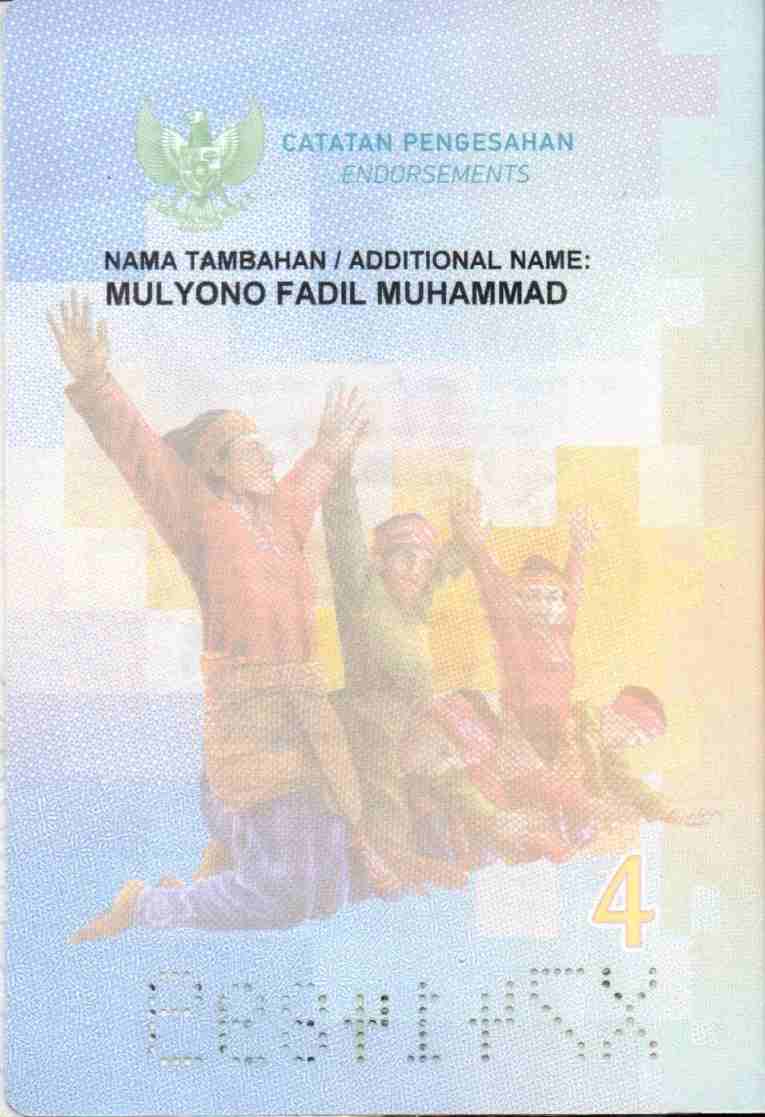 CATATAN PENGESAHAN
ENDORSEMENTS
NAMA TAMBAHAN / ADDITIONAL NAME:
MULYONO FADIL MUHAMMAD
4